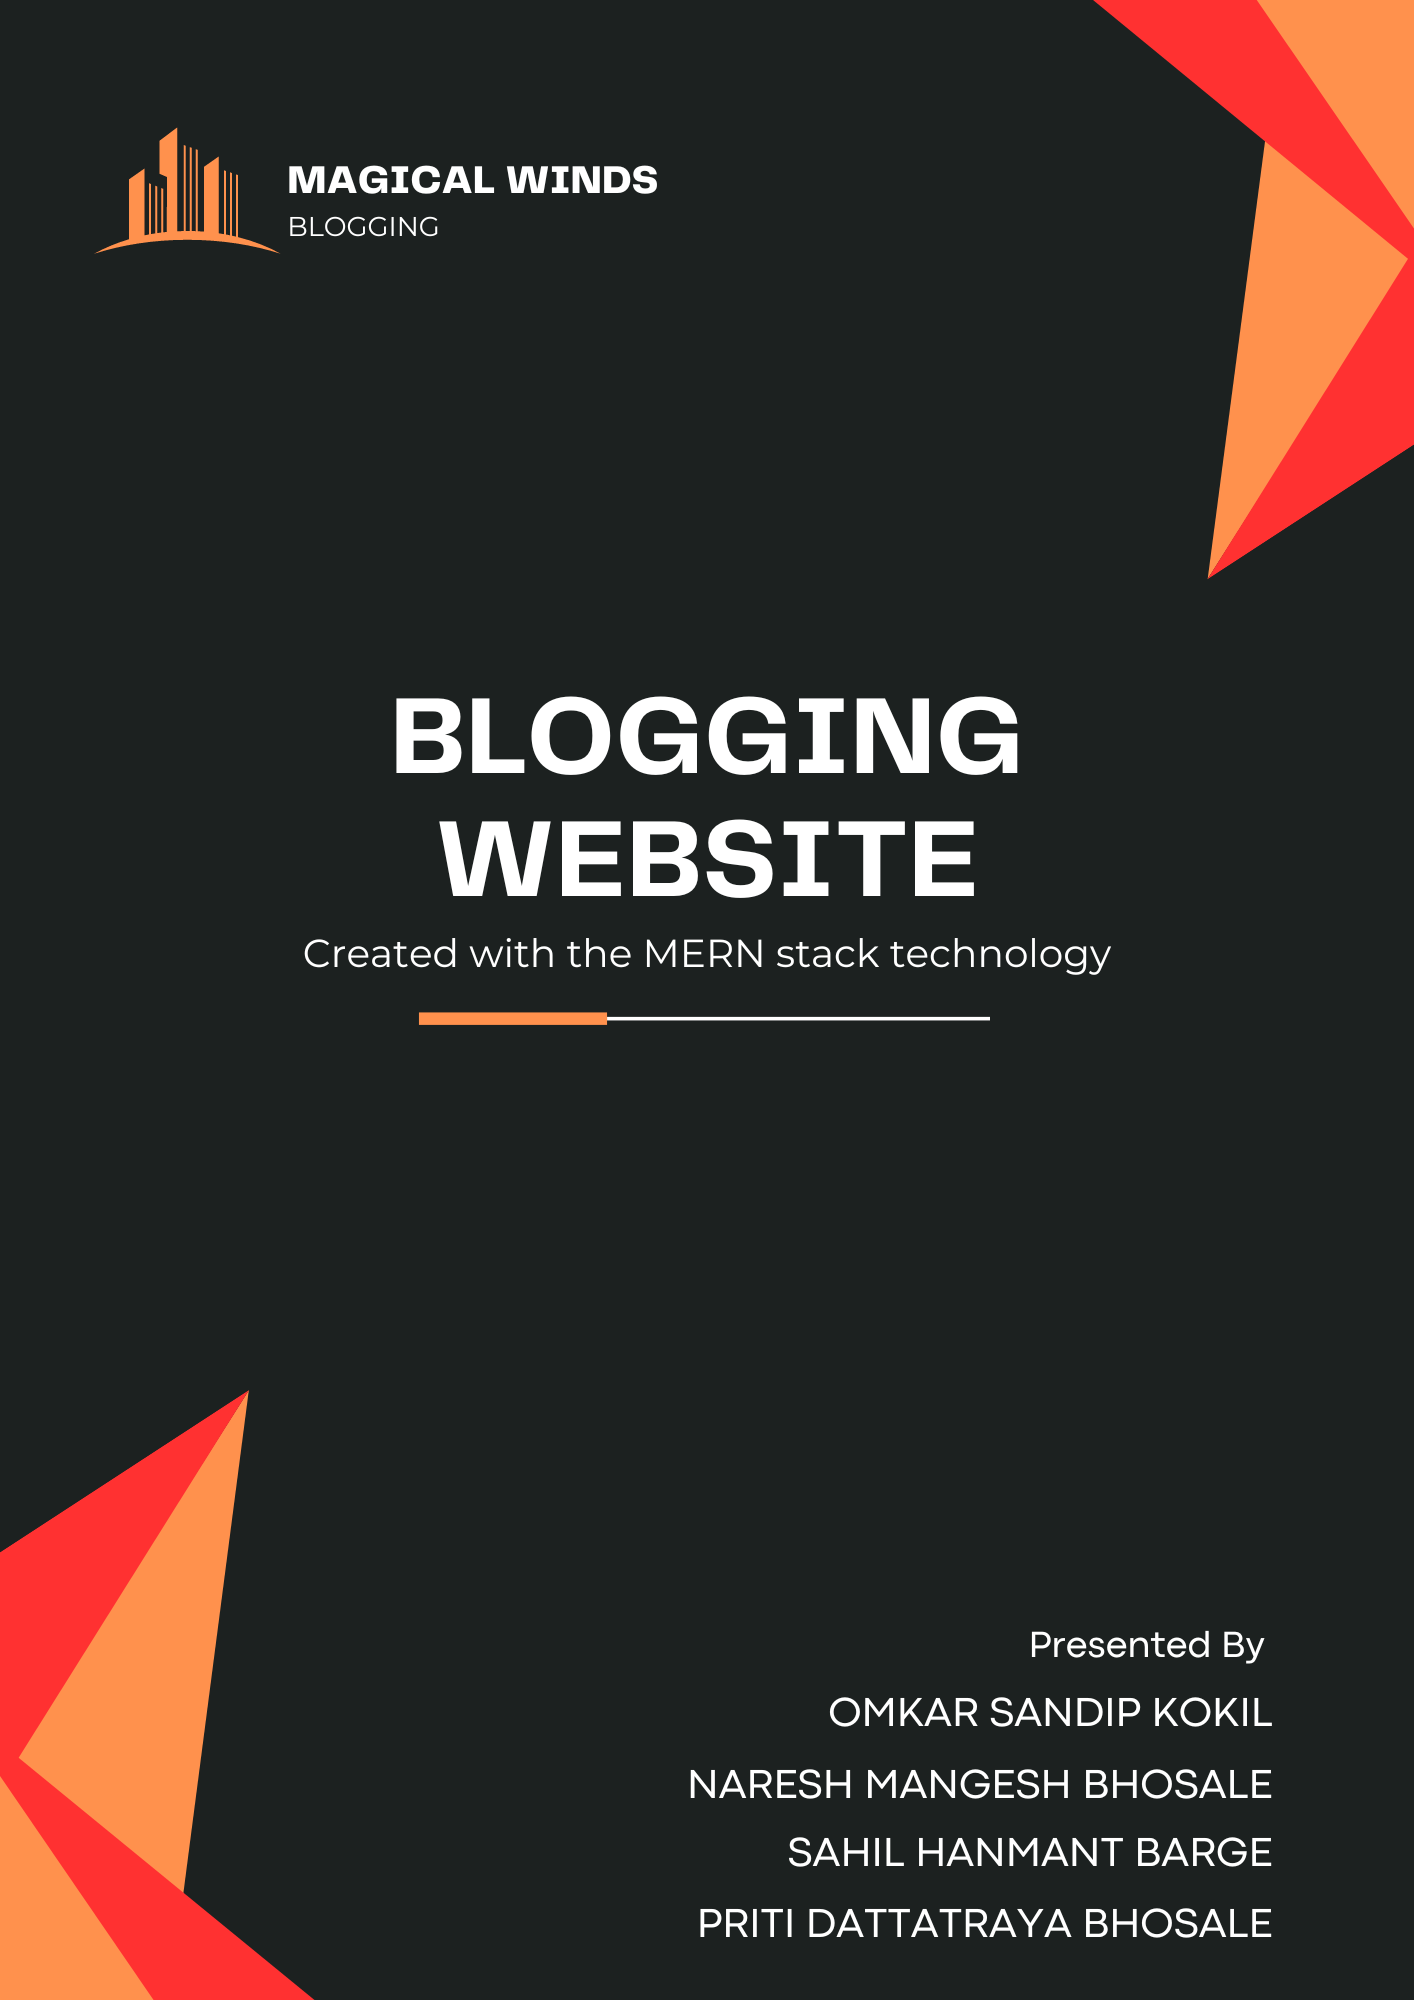 MAGICAL WINDS
BLOGGING
BLOGGING
WEBSITE
Created with the MERN stack technology
Presented By
OMKAR SANDIP KOKIL
NARESH MANGESH BHOSALE
SAHIL HANMANT BARGE
PRITI DATTATRAYA BHOSALE